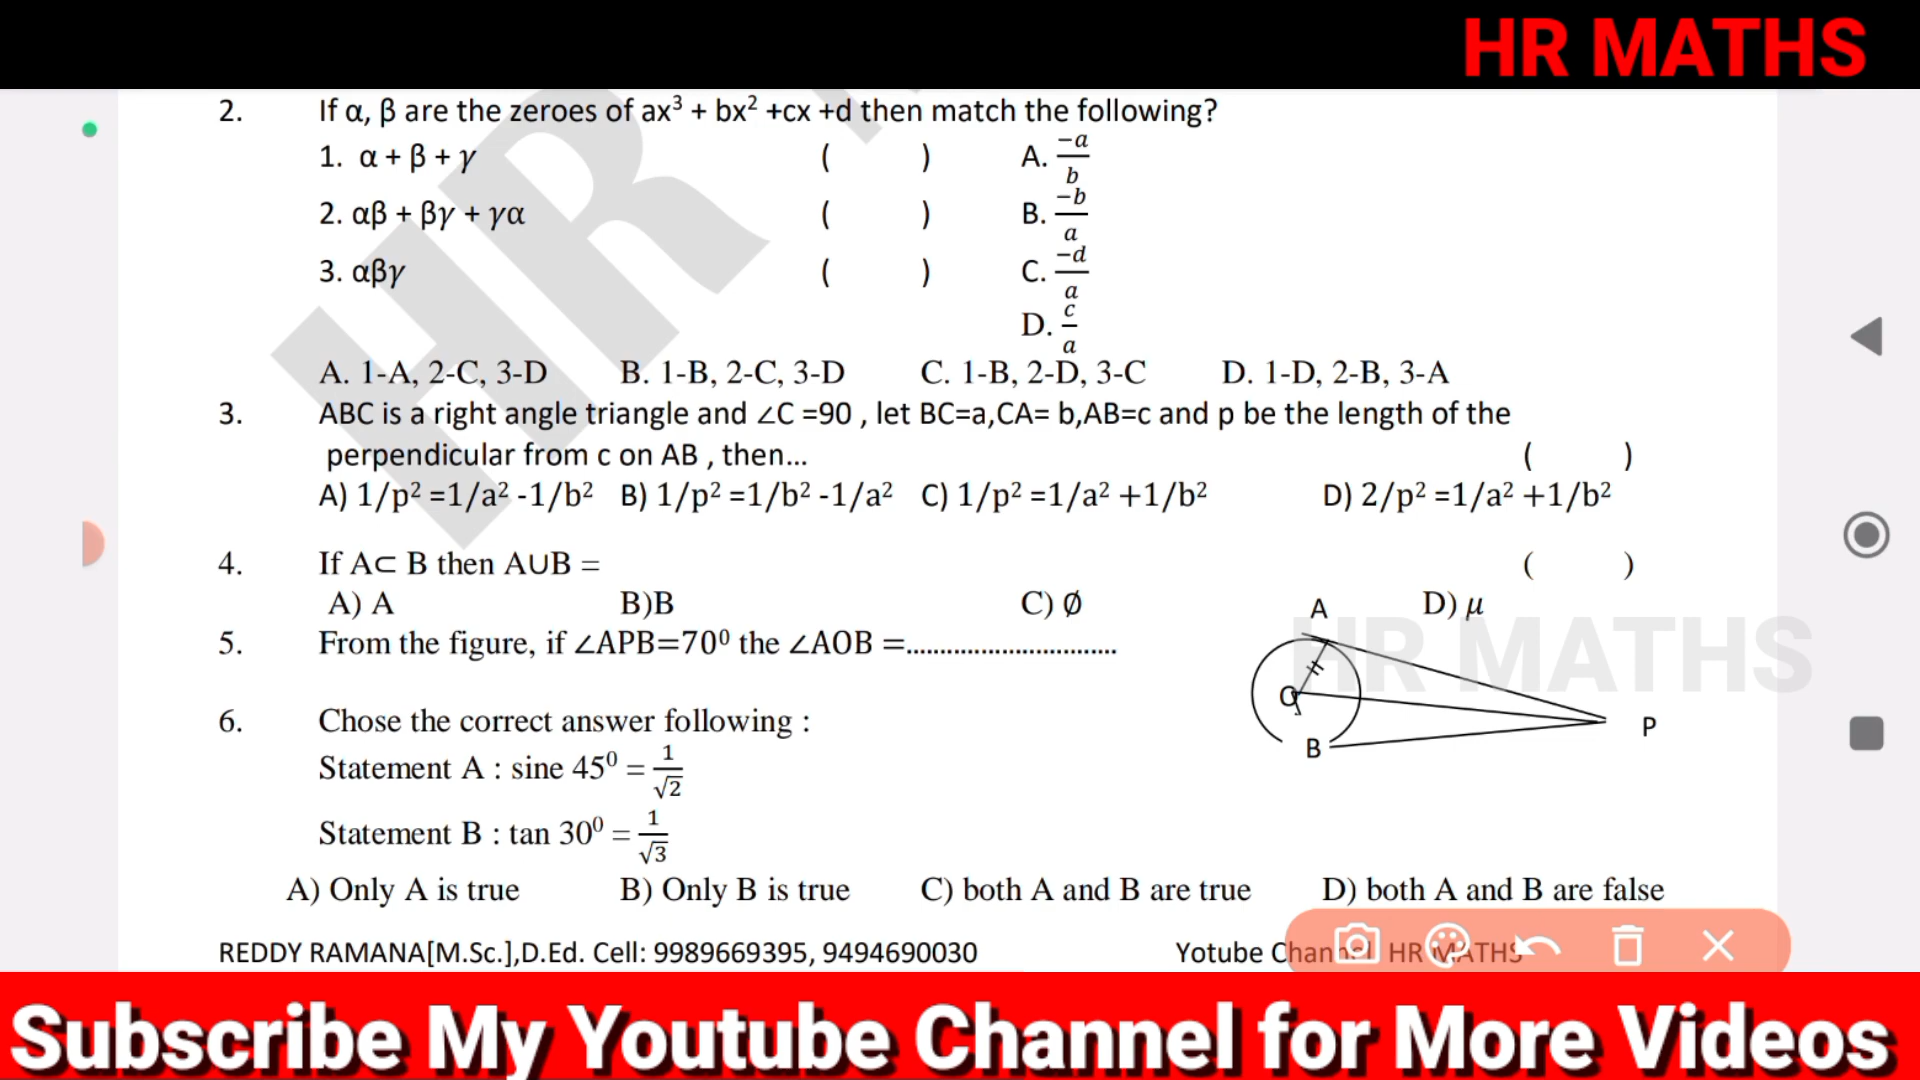 HR MATHS
2. If α, β are the zeroes of ax³ + bx² +cx +d then match the following?
1. α + β + γ ( ) A. −a/b
2. αβ + βγ + γα ( ) B. −b/a
3. αβγ ( ) C. −d/a
D. c/a
A. 1-A, 2-C, 3-D B. 1-B, 2-C, 3-D C. 1-B, 2-D, 3-C D. 1-D, 2-B, 3-A
3. ABC is a right angle triangle and ∠C =90 , let BC=a,CA= b,AB=c and p be the length of the
perpendicular from c on AB , then... ( )
A) 1/p² =1/a² -1/b² B) 1/p² =1/b² -1/a² C) 1/p² =1/a² +1/b² D) 2/p² =1/a² +1/b²
4. If A⊂ B then A∪B = ( )
A) A B)B C) ∅ D) μ
5. From the figure, if ∠APB=70⁰ the ∠AOB =...............................
A
O
B
P
HR MATHS
6. Chose the correct answer following :
Statement A : sine 45⁰ = 1/√2
Statement B : tan 30⁰ = 1/√3
A) Only A is true B) Only B is true C) both A and B are true D) both A and B are false
REDDY RAMANA[M.Sc.],D.Ed. Cell: 9989669395, 9494690030 Yotube Channel HR MATHS
Subscribe My Youtube Channel for More Videos